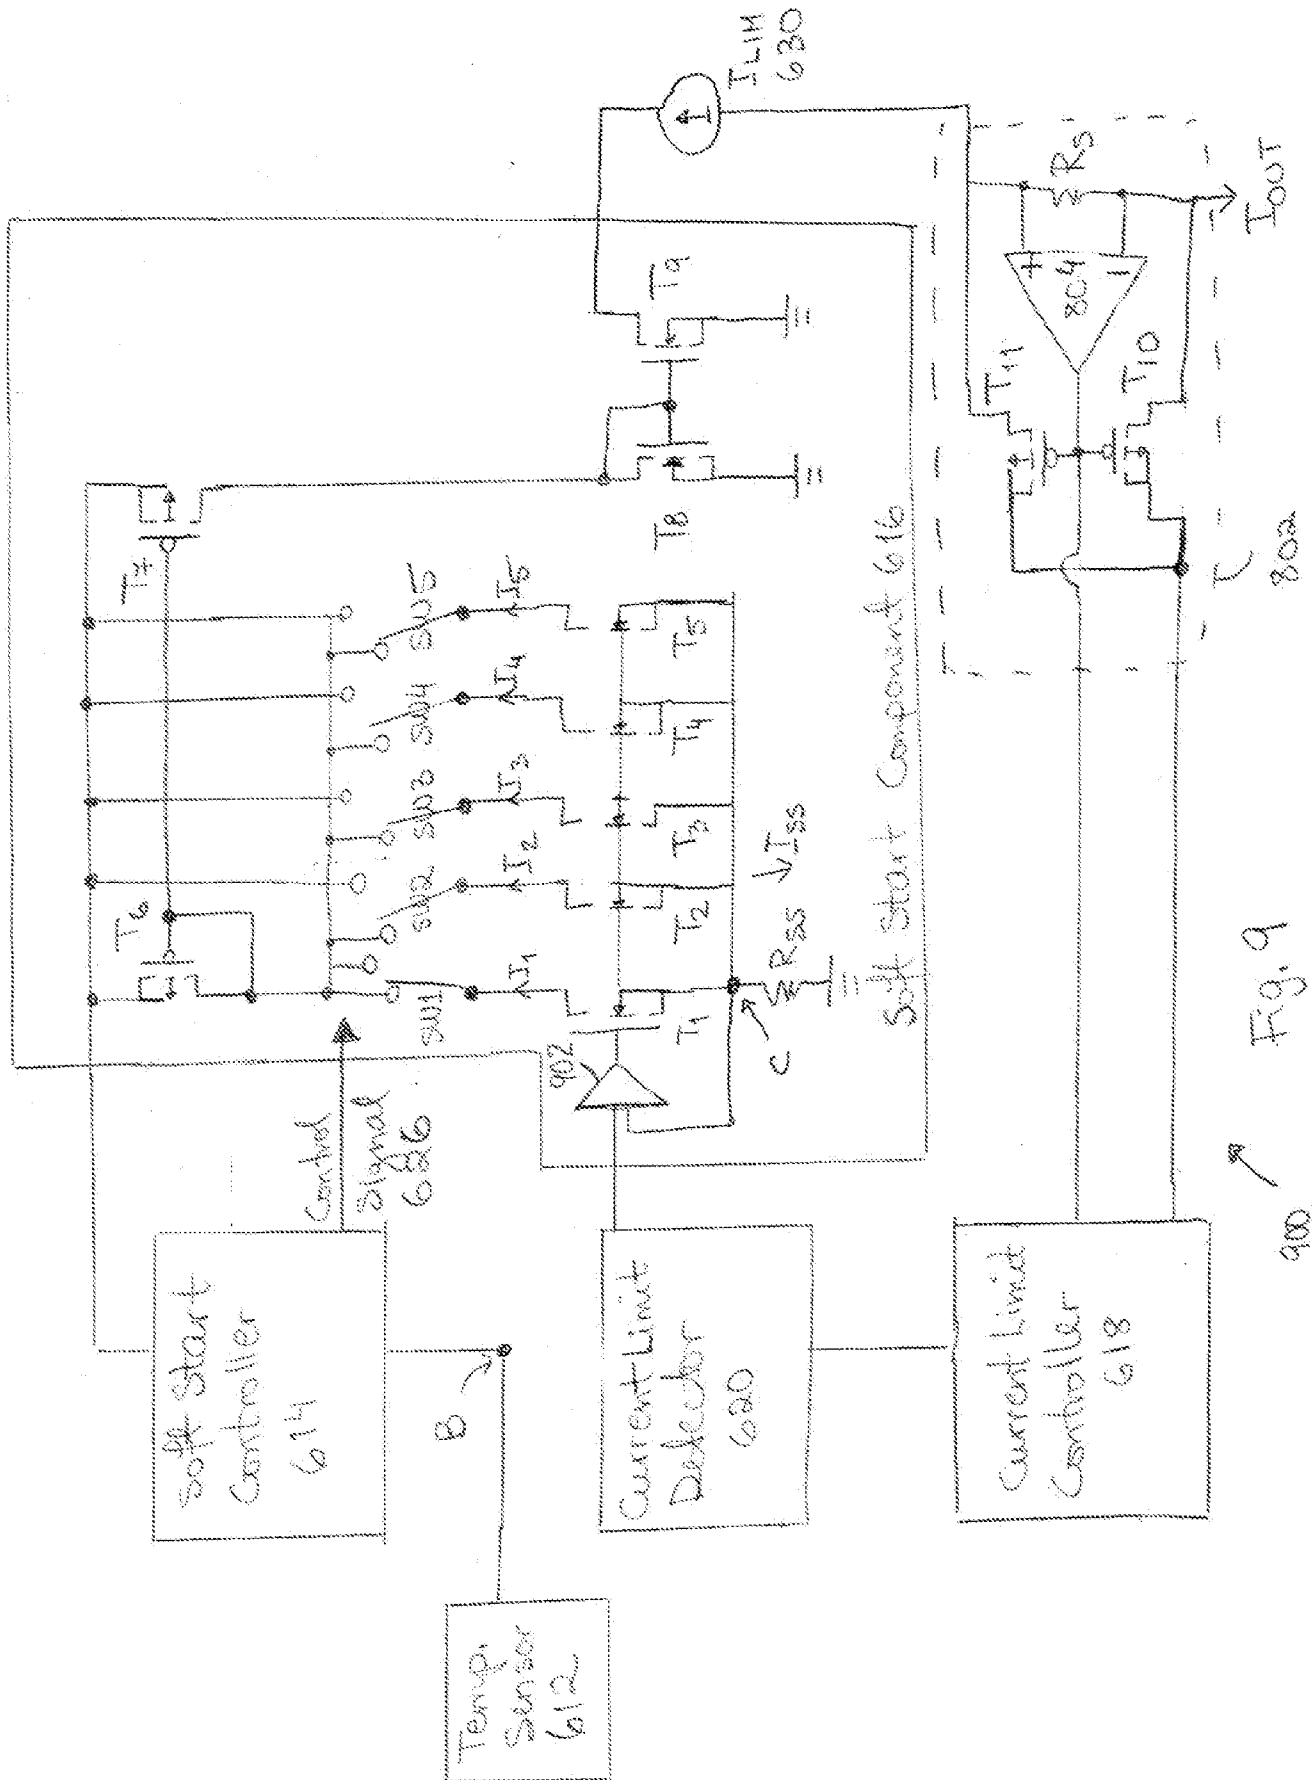 Temp.
Sensor
612
B
Soft Start
Controller
614
Control
Signal
626
Current Limit
Detector
620
Current Limit
Controller
618
902
T6
T7
SW1
SW2
SW3
SW4
SW5
I1
I2
I3
I4
I5
T1
T2
T3
T4
T5
C
RSS
ISS
T8
T9
Soft Start Component 616
ILIM
630
T11
T10
+
804
−
RS
IOUT
802
900
Fig. 9